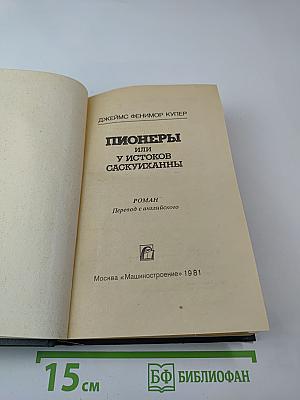 ДЖЕЙМС ФЕНИМОР КУПЕР
ПИОНЕРЫ
ИЛИ
У ИСТОКОВ
САСКУИХАННЫ
РОМАН
Перевод с английского
Москва «Машиностроение» 1981
15 см
БФ БИБЛИОФАН